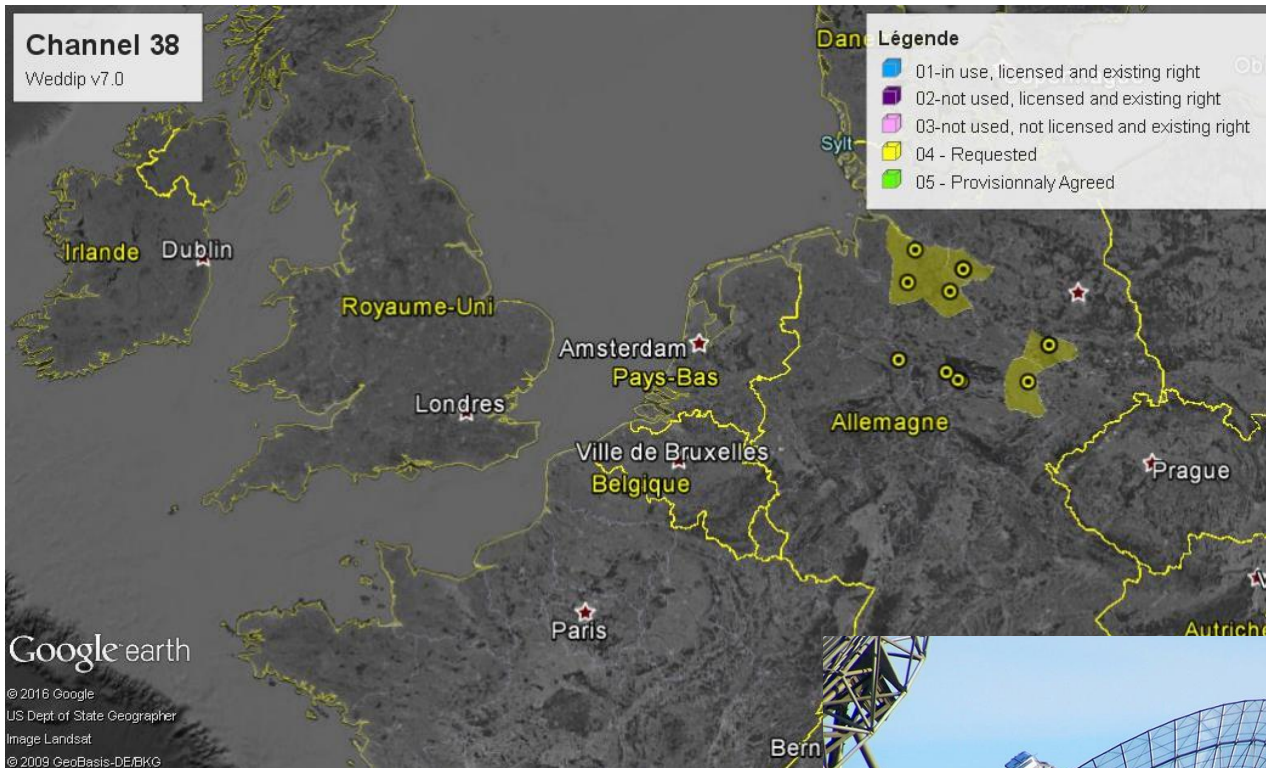 Channel 38
Weddip v7.0
Légende
01-in use, licensed and existing right
02-not used, licensed and existing right
03-not used, not licensed and existing right
04 - Requested
05 - Provisionnaly Agreed
Sylt
Irlande
Dublin
Royaume-Uni
Amsterdam
Pays-Bas
Londres
Allemagne
Ville de Bruxelles
Belgique
Prague
Paris
Autriche
Bern
Google earth
© 2016 Google
US Dept of State Geographer
Image Landsat
© 2009 GeoBasis-DE/BKG